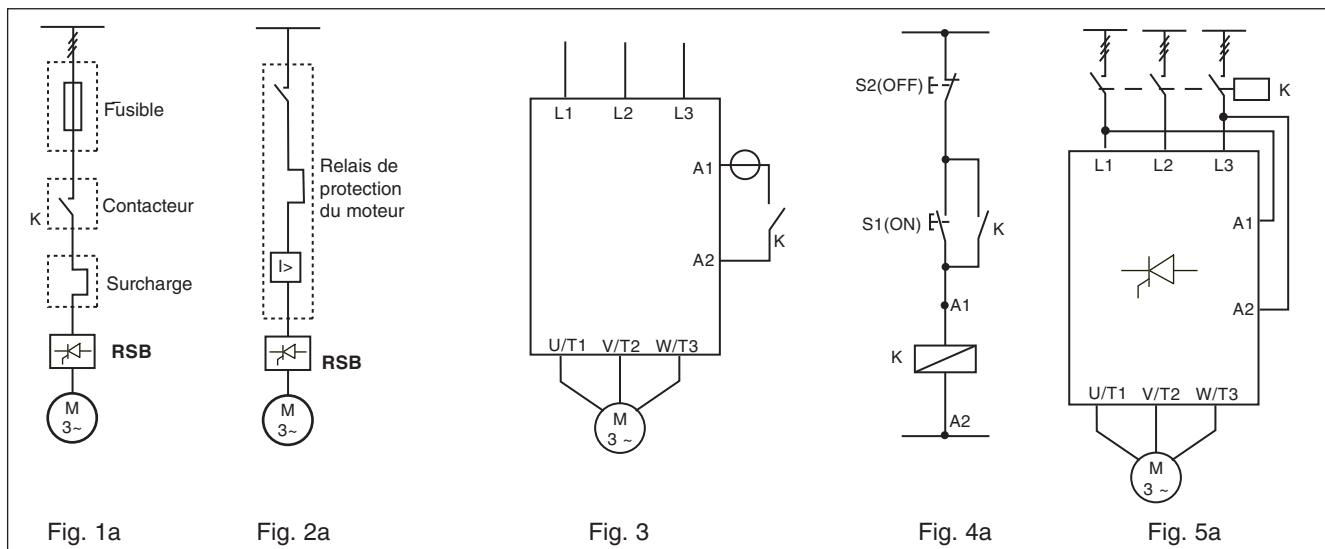 Fusible
K
Contacteur
Surcharge
RSB
M
3~
Fig. 1a
Relais de
protection
du moteur
I>
RSB
M
3~
Fig. 2a
L1 L2 L3
A1
K
A2
U/T1 V/T2 W/T3
M
3 ~
Fig. 3
S2(OFF)
S1(ON)
K
A1
K
A2
Fig. 4a
K
L1 L2 L3
A1
A2
U/T1 V/T2 W/T3
M
3 ~
Fig. 5a